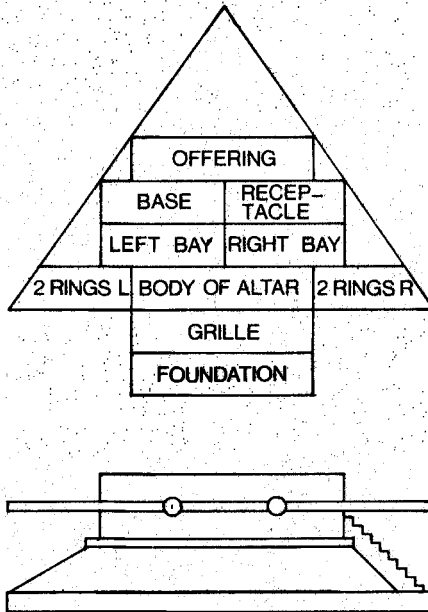 OFFERING
BASE
RECEP-
TACLE
LEFT BAY
RIGHT BAY
2 RINGS L
BODY OF ALTAR
2 RINGS R
GRILLE
FOUNDATION